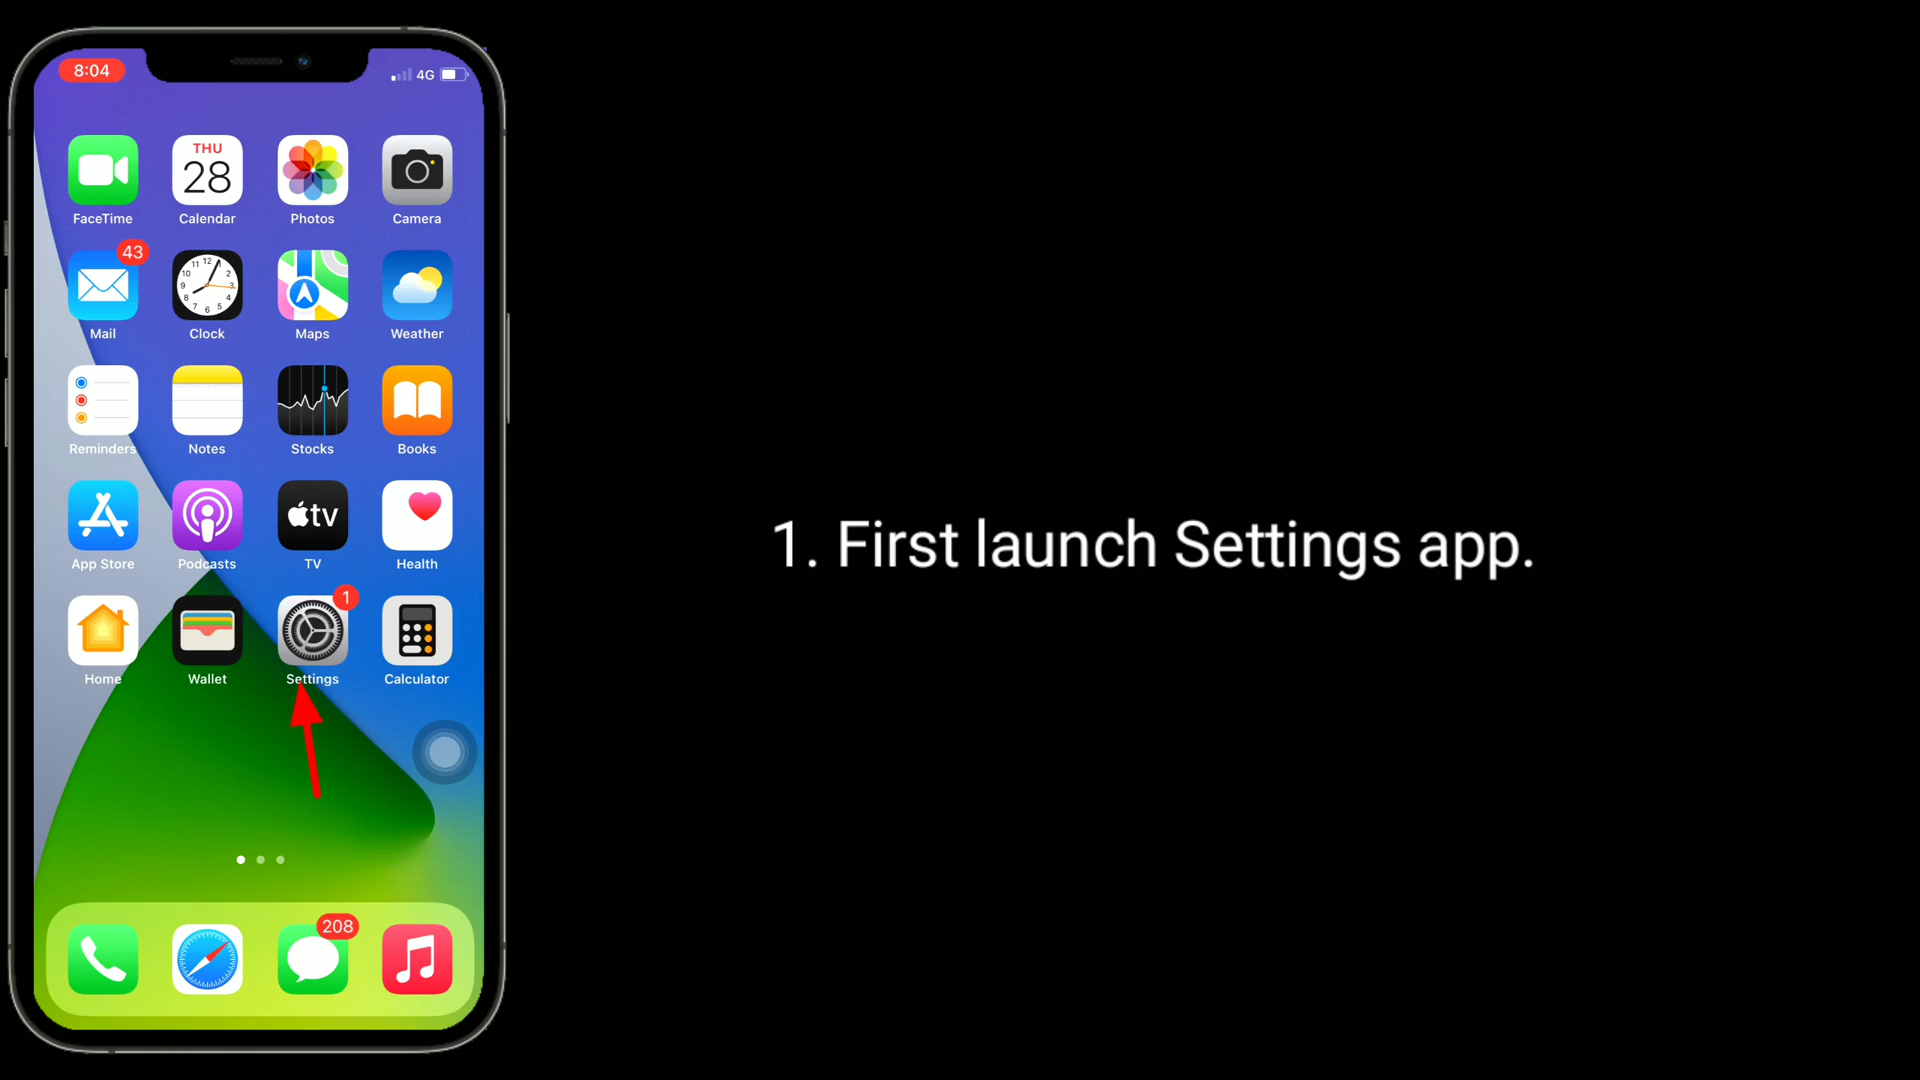 8:04
4G
THU
28
FaceTime Calendar Photos Camera
43
Mail Clock Maps Weather
Reminders Notes Stocks Books
tv
App Store Podcasts TV Health
1
Home Wallet Settings Calculator
208
1. First launch Settings app.